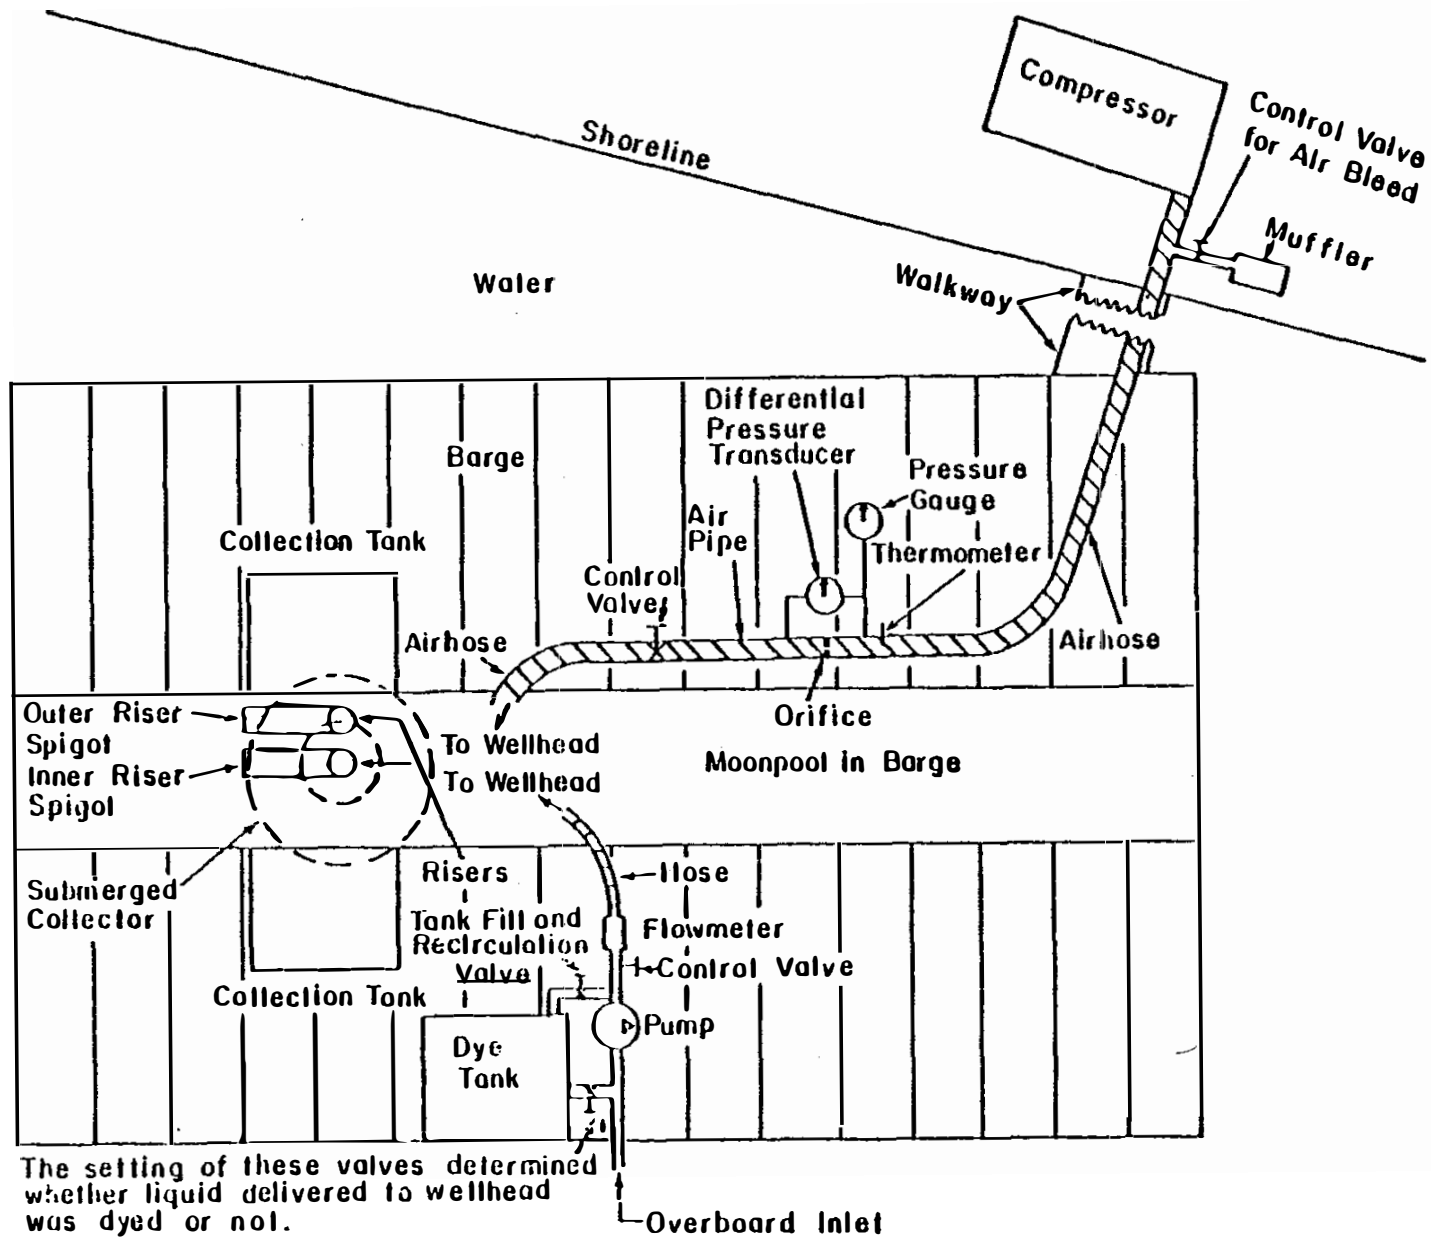 Compressor
Control Valve
for Air Bleed
Muffler
Shoreline
Water
Walkway
Differential
Pressure
Transducer
Pressure
Gauge
Barge
Air
Pipe
Thermometer
Collection Tank
Control
Valve
Airhose
Airhose
Outer Riser
Spigot
Inner Riser
Spigot
To Wellhead
To Wellhead
Orifice
Moonpool in Barge
Submerged
Collector
Risers
Hose
Tank Fill and
Recirculation
Valve
Flowmeter
Control Valve
Collection Tank
Pump
Dye
Tank
The setting of these valves determined
whether liquid delivered to wellhead
was dyed or not.
Overboard Inlet